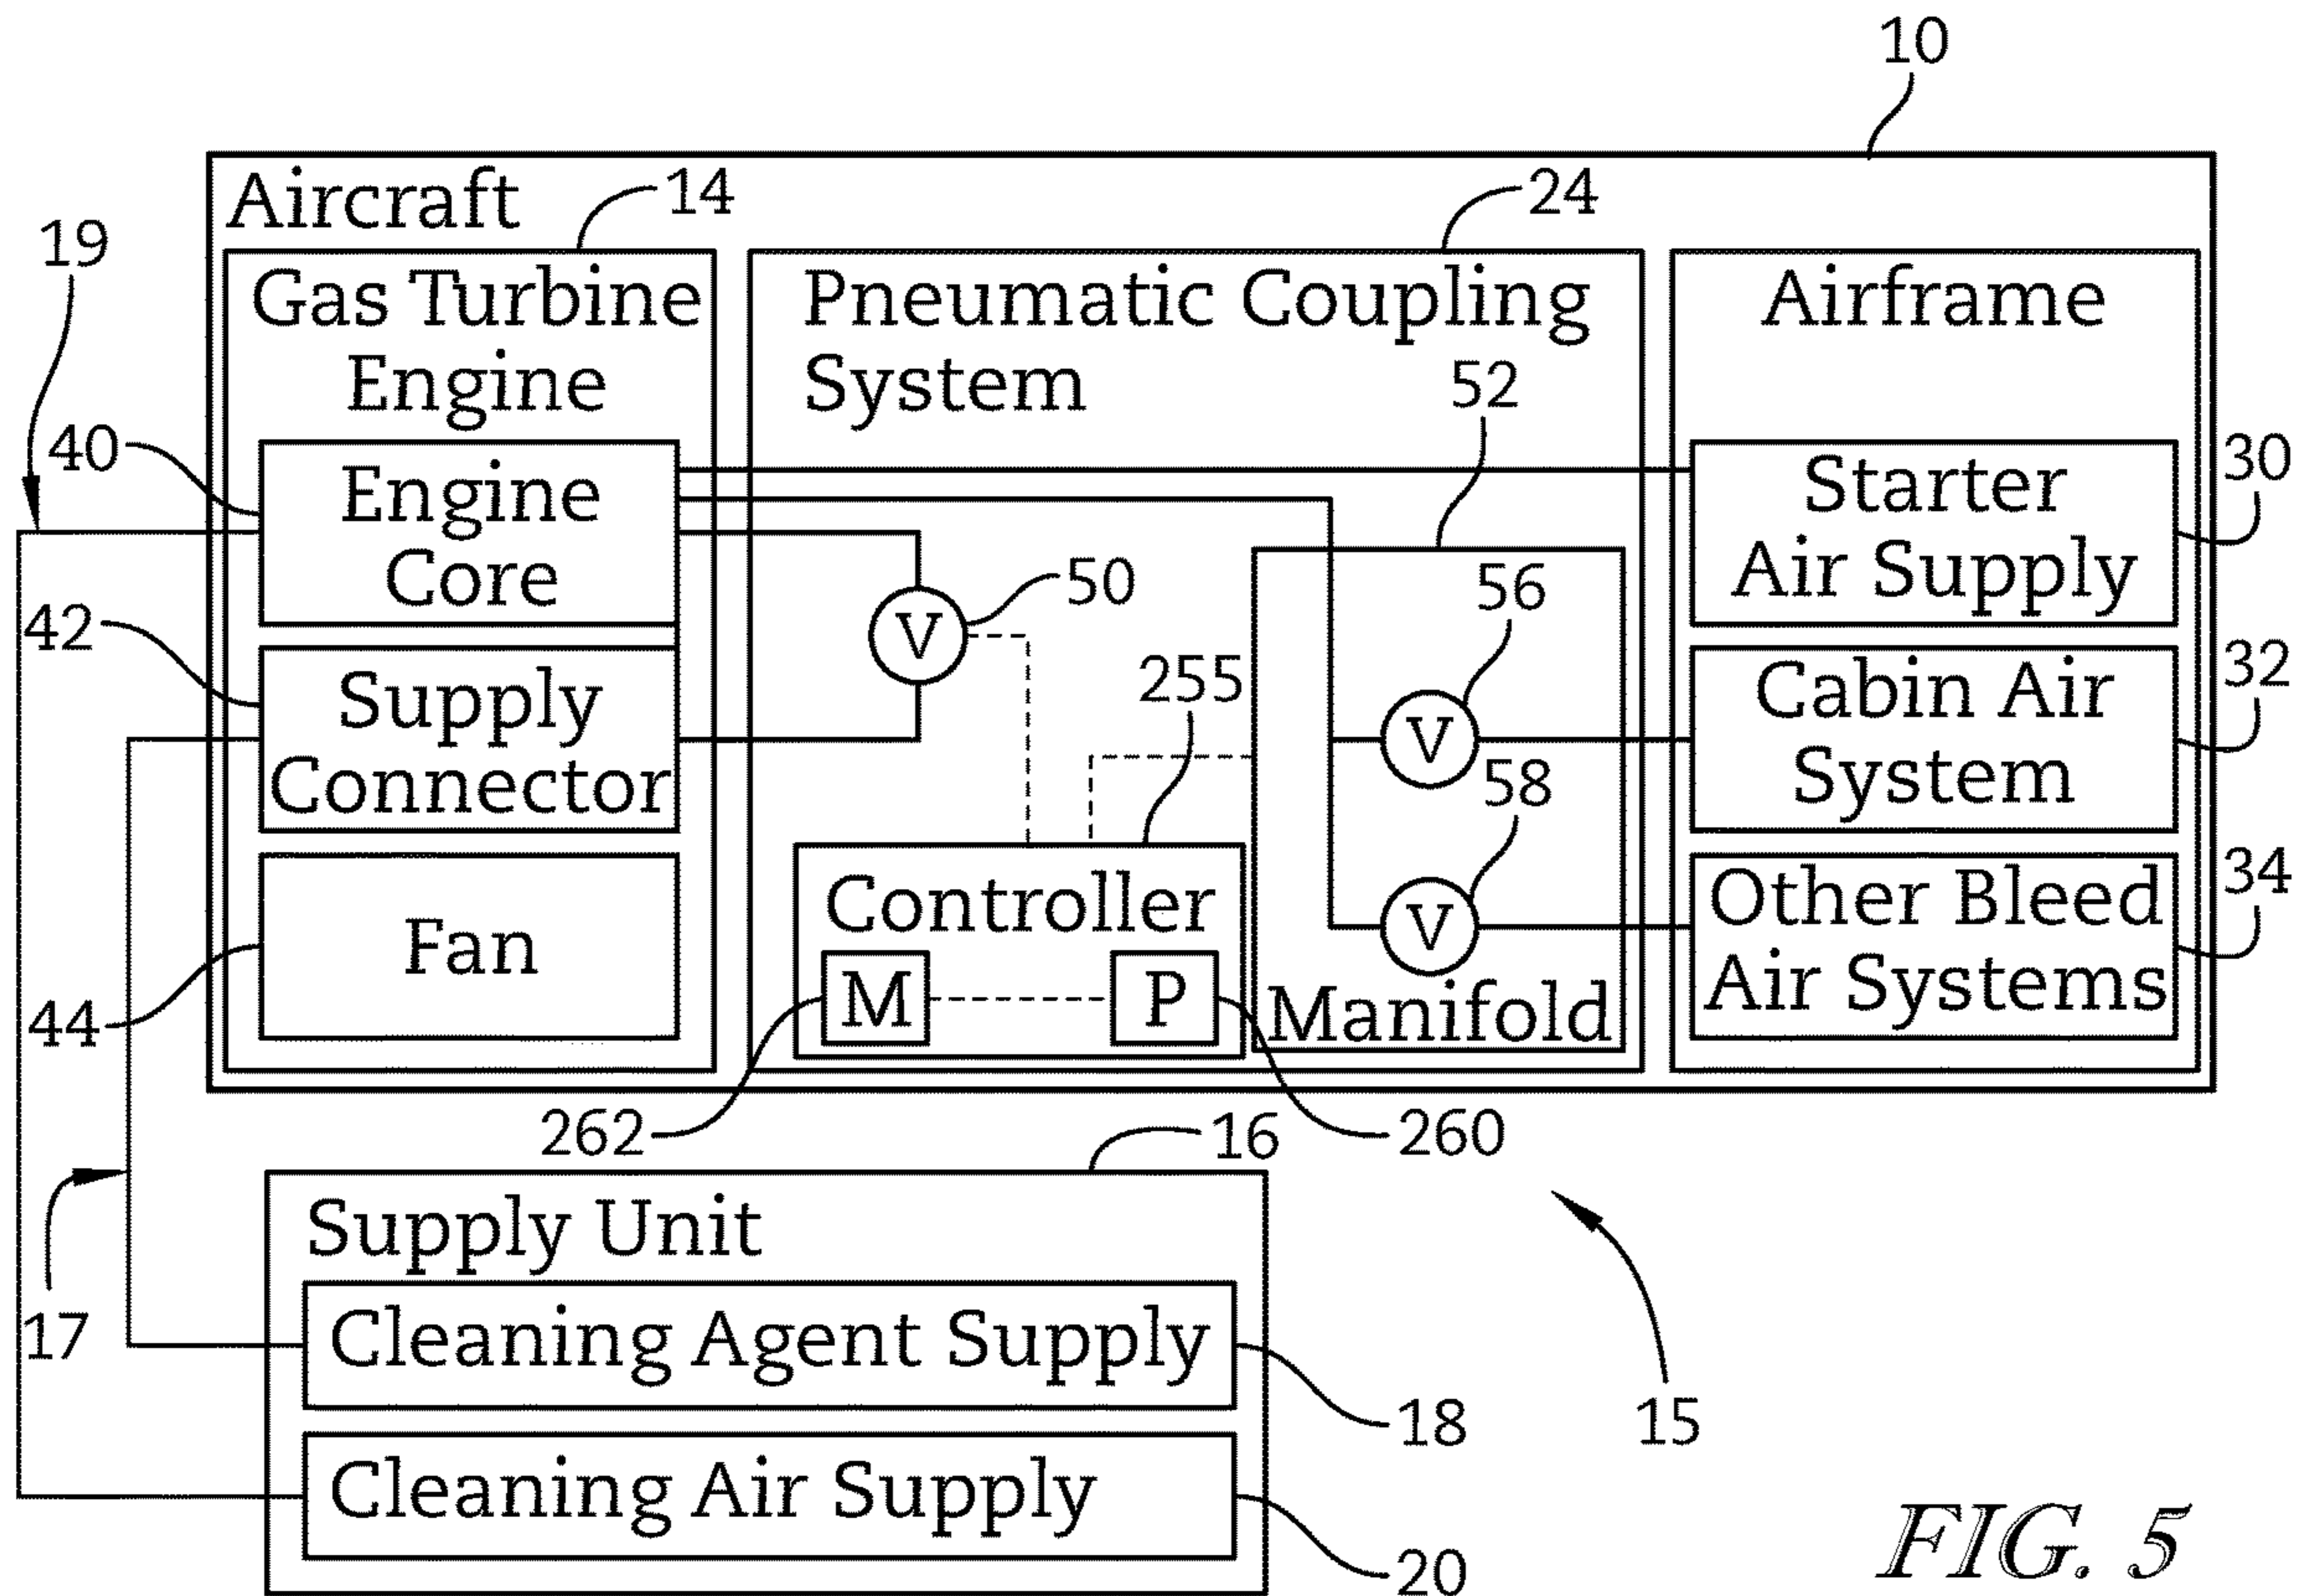 10
Aircraft
14
24
19
Gas Turbine
Engine
Pneumatic Coupling
System
Airframe
52
40
Engine
Core
Starter
Air Supply
30
42
50
56
Supply
Connector
255
Cabin Air
System
32
V
V
58
44
Fan
Controller
M
P
V
Manifold
Other Bleed
Air Systems
34
262
260
16
17
Supply Unit
Cleaning Agent Supply
18
15
Cleaning Air Supply
20
FIG. 5